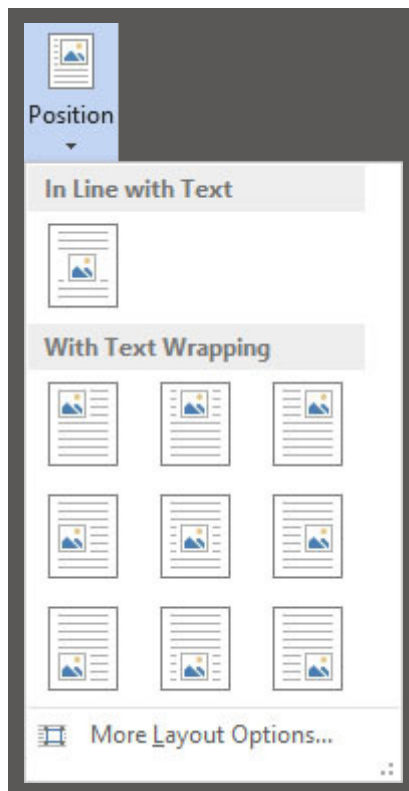 Position
In Line with Text
With Text Wrapping
More Layout Options...